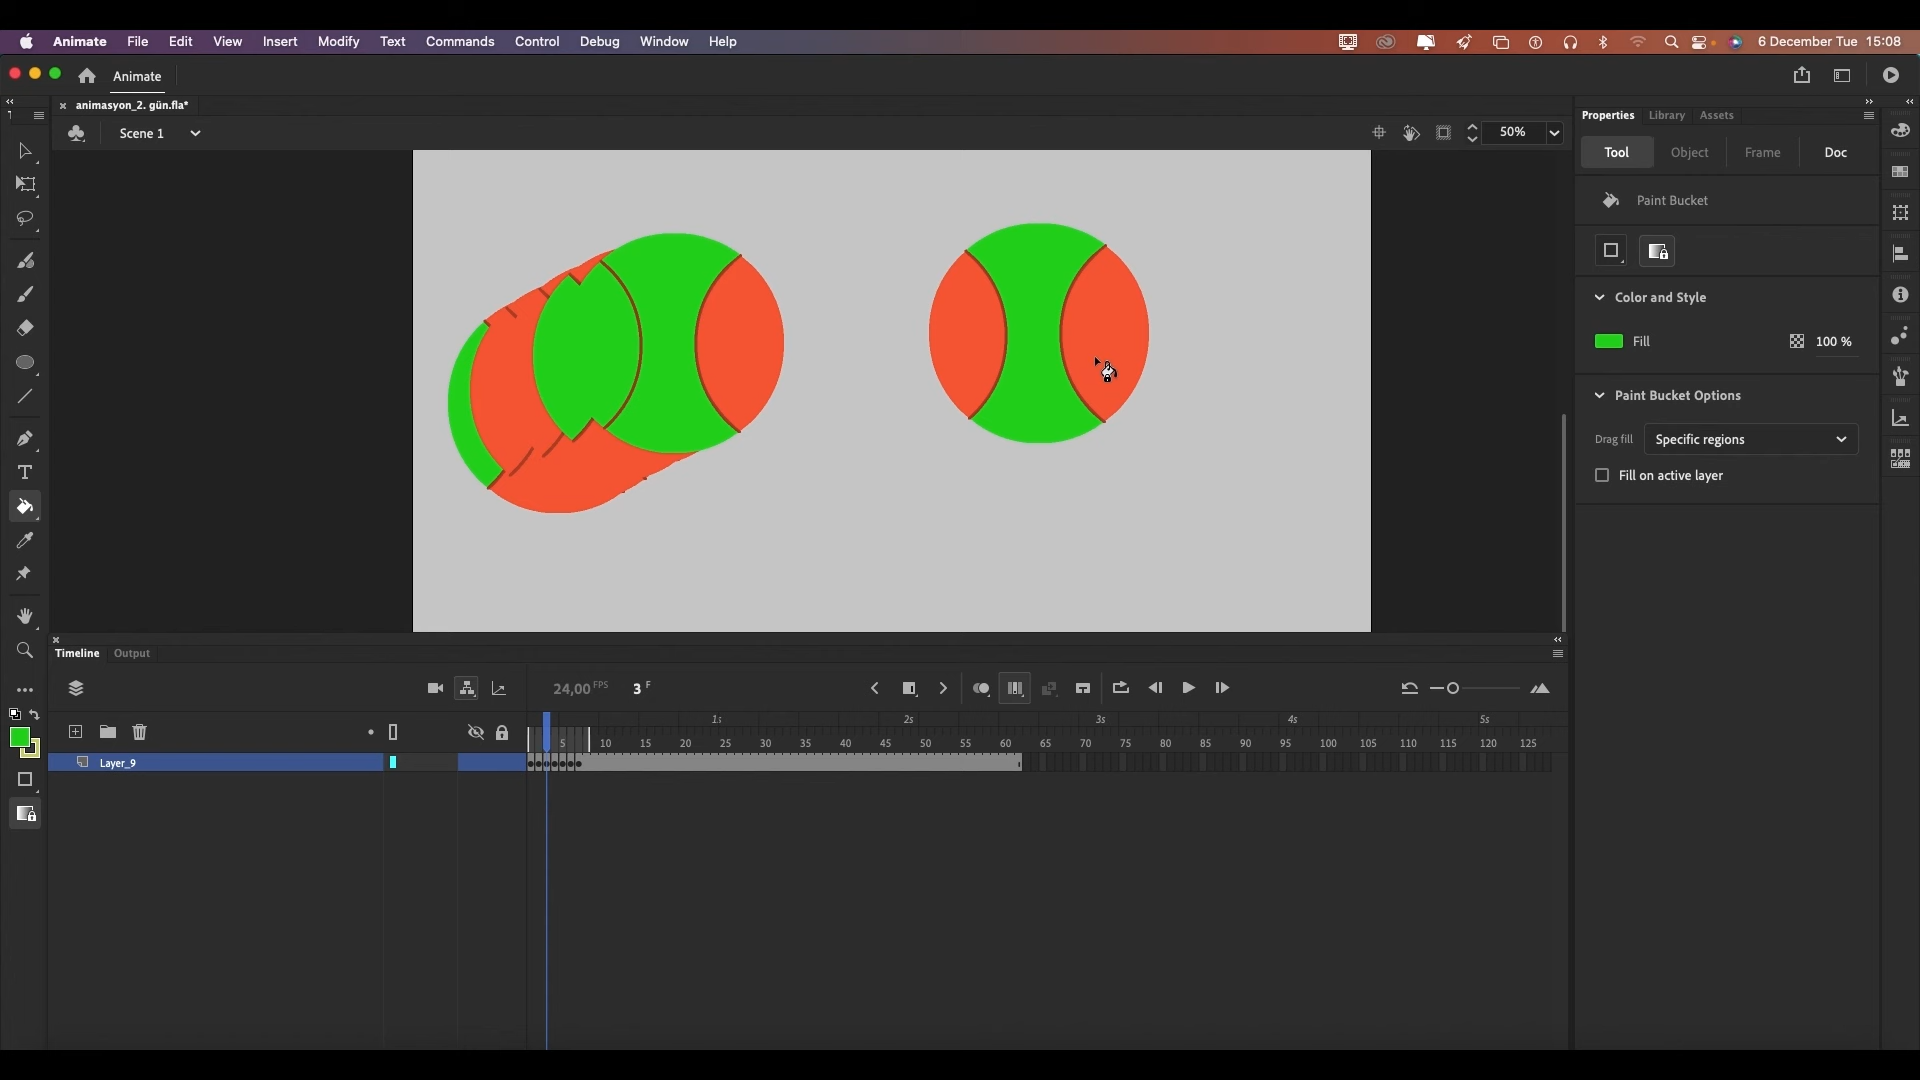 Animate File Edit View Insert Modify Text Commands Control Debug Window Help 6 December Tue 15:08
Animate
animasyon_2. gün.fla*
Scene 1 50%
Properties Library Assets
Tool Object Frame Doc
Paint Bucket
Color and Style
Fill 100 %
Paint Bucket Options
Drag fill Specific regions
Fill on active layer
Timeline Output
24,00 FPS 3 F
1s 2s 3s 4s 5s
5 10 15 20 25 30 35 40 45 50 55 60 65 70 75 80 85 90 95 100 105 110 115 120 125
Layer_9